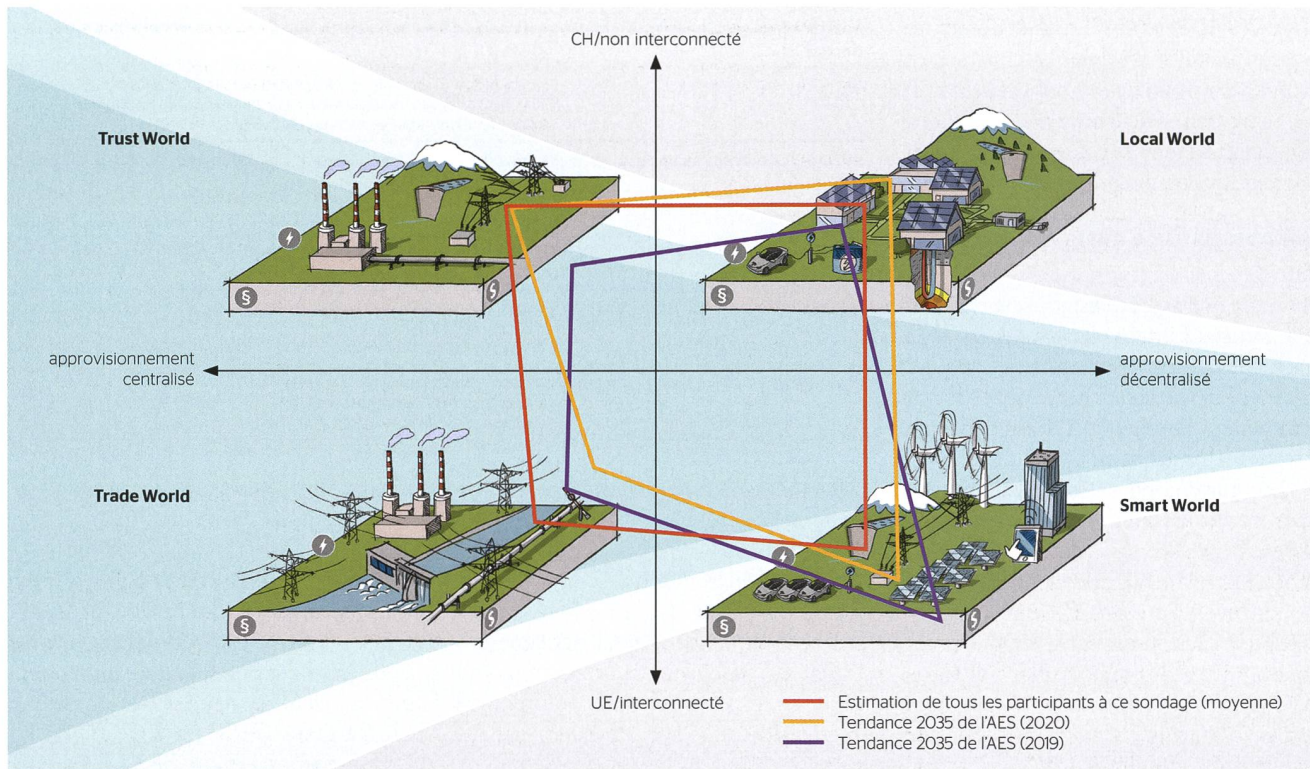 CH/non interconnecté
Trust World
Local World
§
§
approvisionnement
centralisé
approvisionnement
décentralisé
Trade World
Smart World
§
§
UE/interconnecté
Estimation de tous les participants à ce sondage (moyenne)
Tendance 2035 de l'AES (2020)
Tendance 2035 de l'AES (2019)